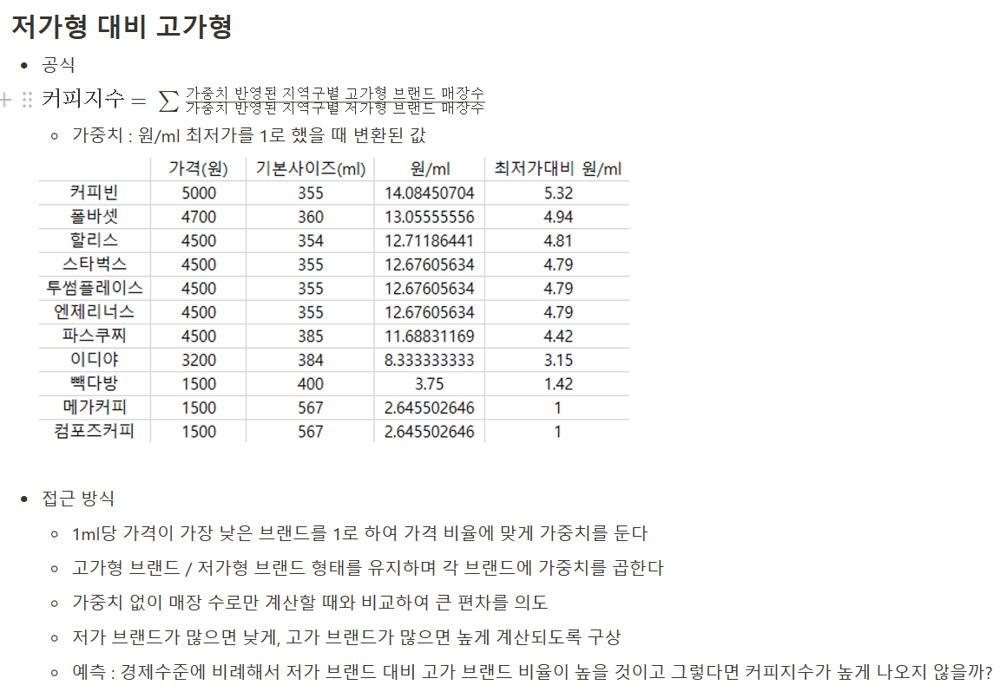 저가형 대비 고가형
• 공식
커피지수 = ∑ 가중치 반영된 지역구별 고가형 브랜드 매장수 / 가중치 반영된 지역구별 저가형 브랜드 매장수
◦ 가중치 : 원/ml 최저가를 1로 했을 때 변환된 값
가격(원) 기본사이즈(ml) 원/ml 최저가대비 원/ml
커피빈 5000 355 14.08450704 5.32
폴바셋 4700 360 13.05555556 4.94
할리스 4500 354 12.71186441 4.81
스타벅스 4500 355 12.67605634 4.79
투썸플레이스 4500 355 12.67605634 4.79
엔제리너스 4500 355 12.67605634 4.79
파스쿠찌 4500 385 11.68831169 4.42
이디야 3200 384 8.333333333 3.15
빽다방 1500 400 3.75 1.42
메가커피 1500 567 2.645502646 1
컴포즈커피 1500 567 2.645502646 1
• 접근 방식
◦ 1ml당 가격이 가장 낮은 브랜드를 1로 하여 가격 비율에 맞게 가중치를 둔다
◦ 고가형 브랜드 / 저가형 브랜드 형태를 유지하며 각 브랜드에 가중치를 곱한다
◦ 가중치 없이 매장 수로만 계산할 때와 비교하여 큰 편차를 의도
◦ 저가 브랜드가 많으면 낮게, 고가 브랜드가 많으면 높게 계산되도록 구상
◦ 예측 : 경제수준에 비례해서 저가 브랜드 대비 고가 브랜드 비율이 높을 것이고 그렇다면 커피지수가 높게 나오지 않을까?